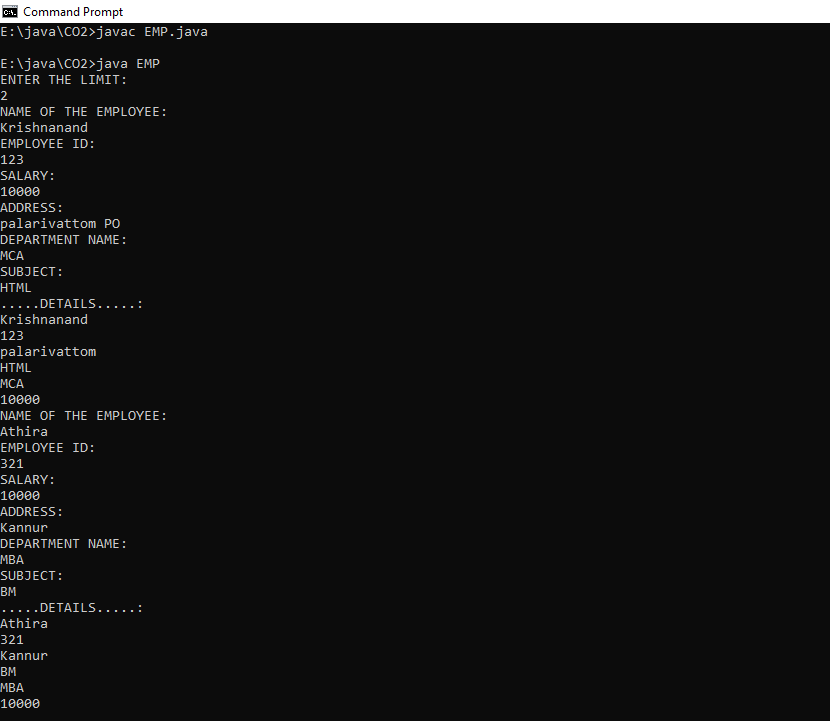 Command Prompt
E:\java\CO2>javac EMP.java
E:\java\CO2>java EMP
ENTER THE LIMIT:
2
NAME OF THE EMPLOYEE:
Krishnanand
EMPLOYEE ID:
123
SALARY:
10000
ADDRESS:
palarivattom PO
DEPARTMENT NAME:
MCA
SUBJECT:
HTML
.....DETAILS.....:
Krishnanand
123
palarivattom
HTML
MCA
10000
NAME OF THE EMPLOYEE:
Athira
EMPLOYEE ID:
321
SALARY:
10000
ADDRESS:
Kannur
DEPARTMENT NAME:
MBA
SUBJECT:
BM
.....DETAILS.....:
Athira
321
Kannur
BM
MBA
10000